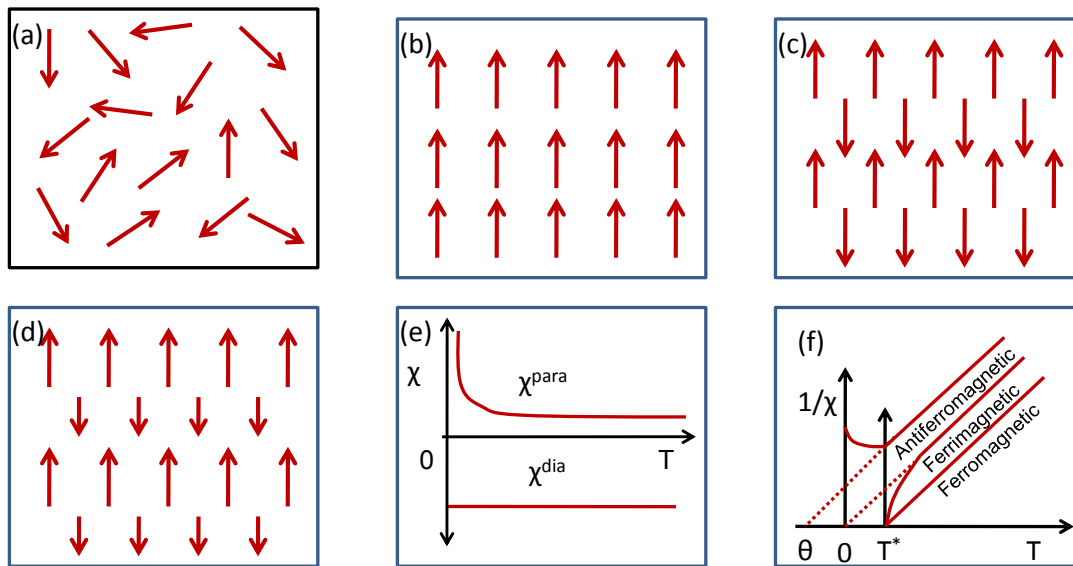 (a)
(b)
(c)
(d)
(e)
χ
χᵖᵃʳᵃ
0
T
χᵈⁱᵃ
(f)
1/χ
Antiferromagnetic
Ferrimagnetic
Ferromagnetic
θ
0
T*
T